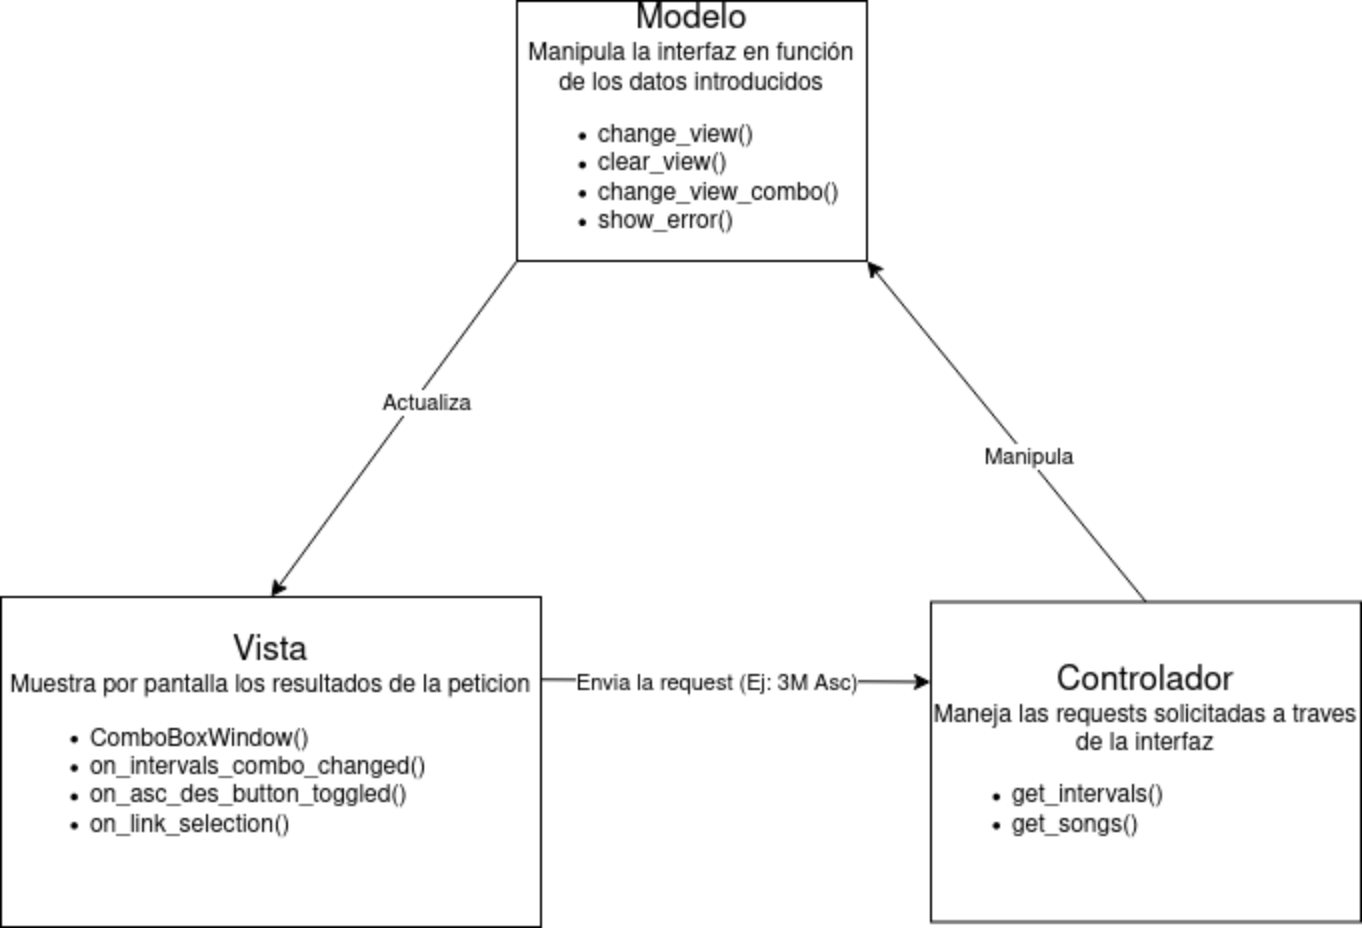 Modelo
Manipula la interfaz en función
de los datos introducidos
• change_view()
• clear_view()
• change_view_combo()
• show_error()
Actualiza
Manipula
Vista
Muestra por pantalla los resultados de la peticion
• ComboBoxWindow()
• on_intervals_combo_changed()
• on_asc_des_button_toggled()
• on_link_selection()
Envia la request (Ej: 3M Asc)
Controlador
Maneja las requests solicitadas a traves
de la interfaz
• get_intervals()
• get_songs()